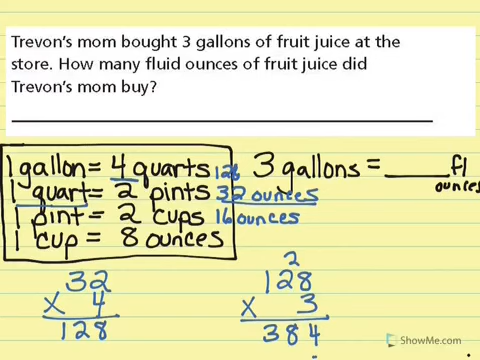 Trevon's mom bought 3 gallons of fruit juice at the
store. How many fluid ounces of fruit juice did
Trevon's mom buy?
1 gallon = 4 quarts 128
1 quart = 2 pints 32 ounces
1 pint = 2 cups 16 ounces
1 cup = 8 ounces
3 gallons = ____ fl
ounces
32
x 4
128
2
128
x 3
384
ShowMe.com